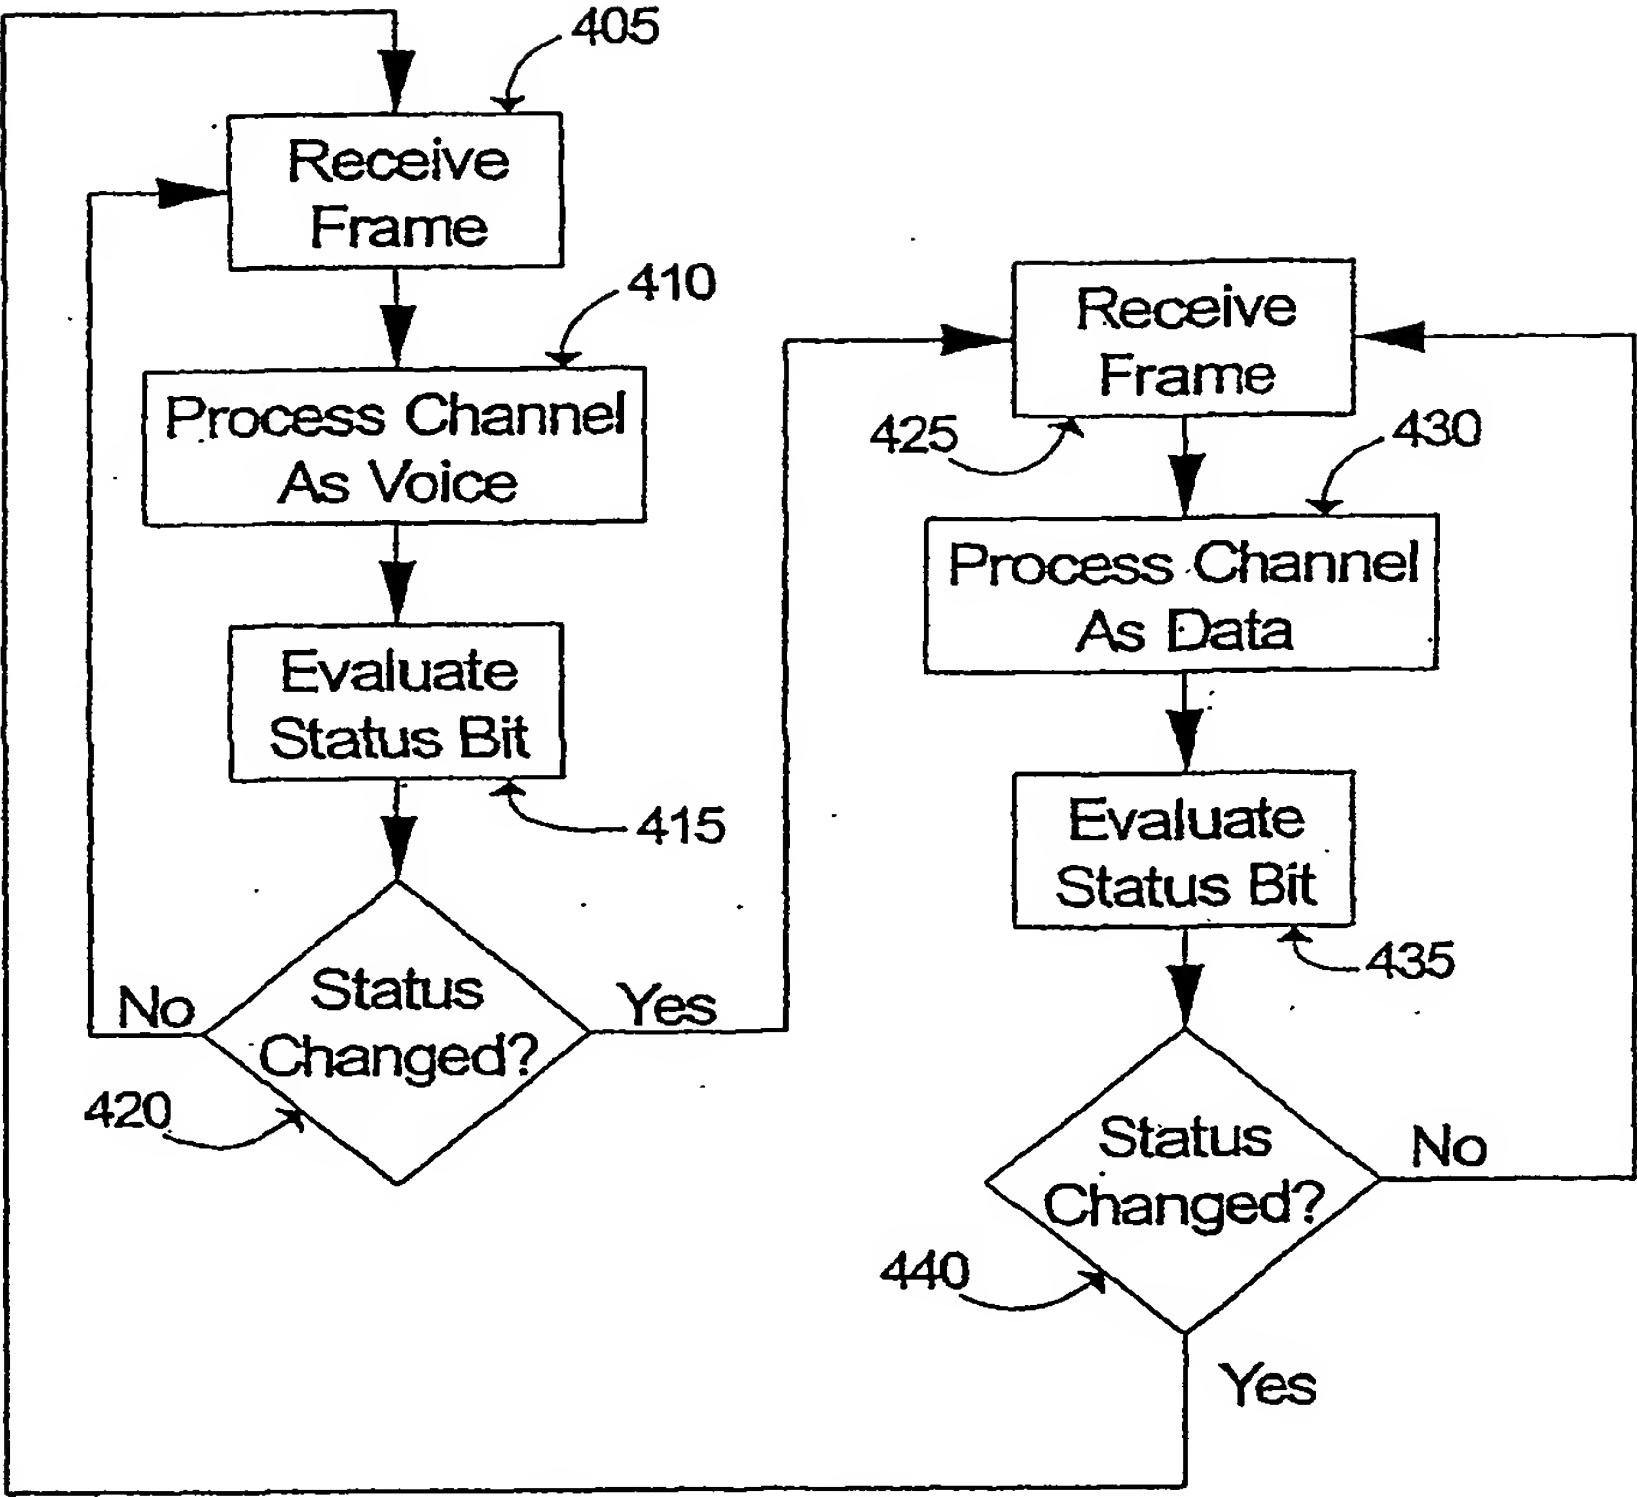 405
Receive
Frame
410
Process Channel
As Voice
Evaluate
Status Bit
415
Status
Changed?
No
Yes
420
Receive
Frame
425
430
Process Channel
As Data
Evaluate
Status Bit
435
Status
Changed?
No
440
Yes